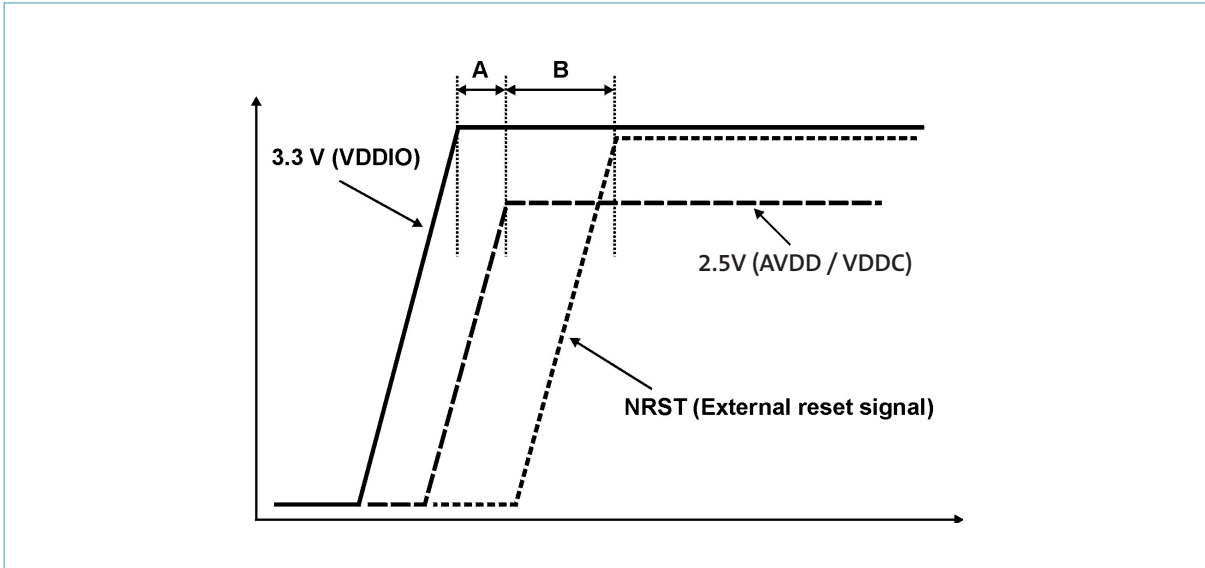 A
B
3.3 V (VDDIO)
2.5V (AVDD / VDDC)
NRST (External reset signal)